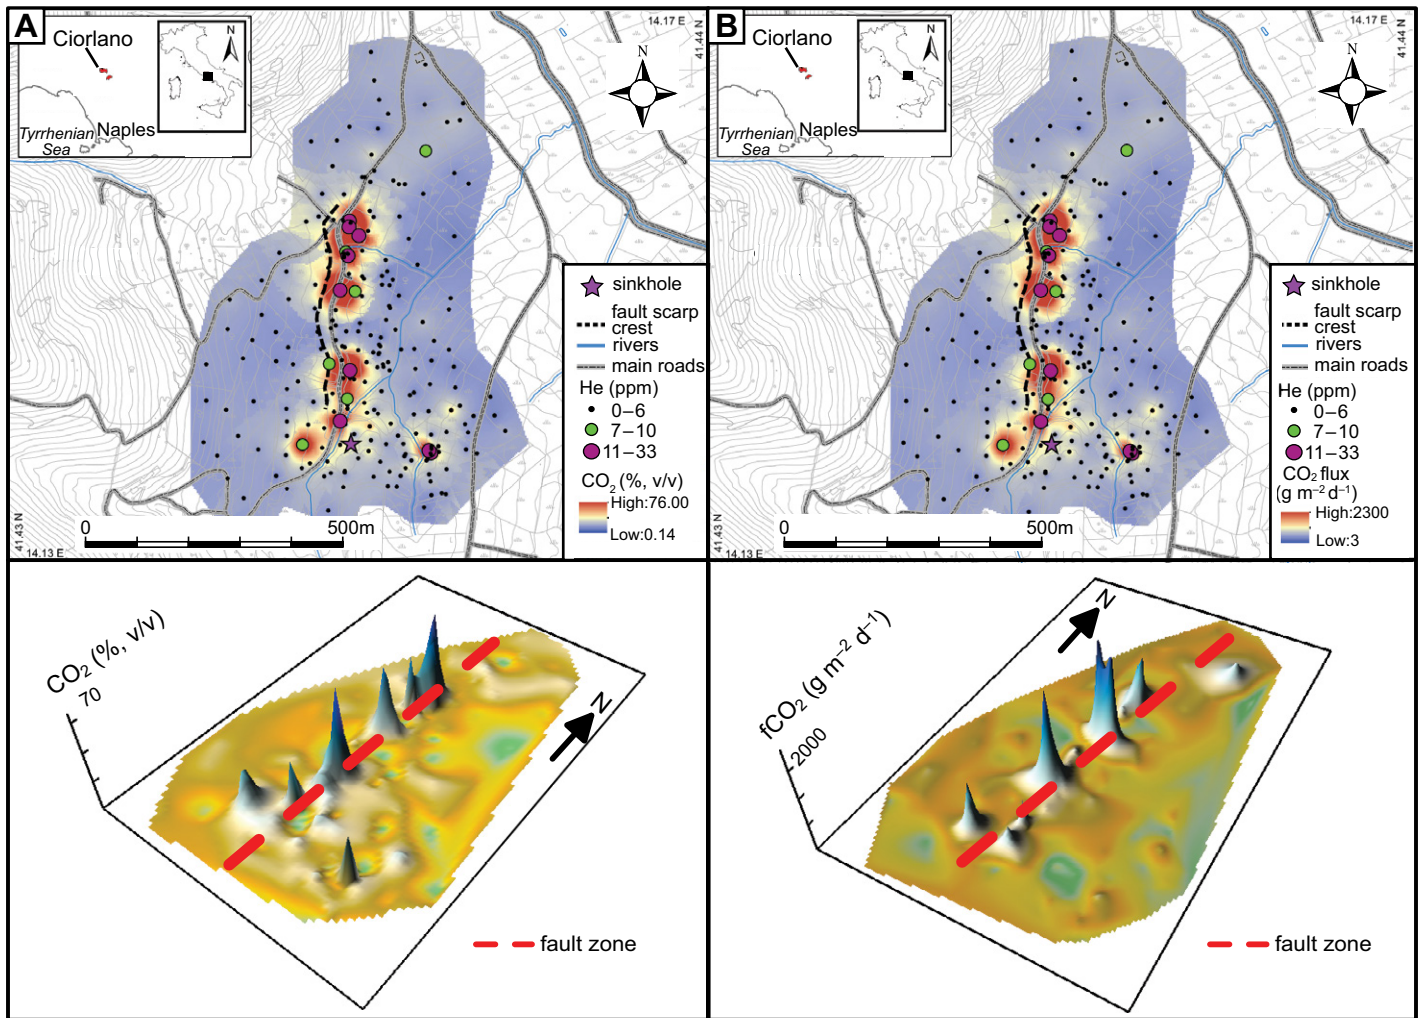 A
Ciorlano
N
Tyrrhenian
Sea
Naples
14.17 E
41.44 N
N
sinkhole
fault scarp
crest
rivers
main roads
He (ppm)
0–6
7–10
11–33
CO2 (%, v/v)
High:76.00
Low:0.14
0
500m
41.43 N
14.13 E
B
Ciorlano
N
Tyrrhenian
Sea
Naples
14.17 E
41.44 N
N
sinkhole
fault scarp
crest
rivers
main roads
He (ppm)
0–6
7–10
11–33
CO2 flux
(g m−2 d−1)
High:2300
Low:3
0
500m
41.43 N
14.13 E
CO2 (%, v/v)
70
N
fault zone
fCO2 (g m−2 d−1)
2000
N
fault zone